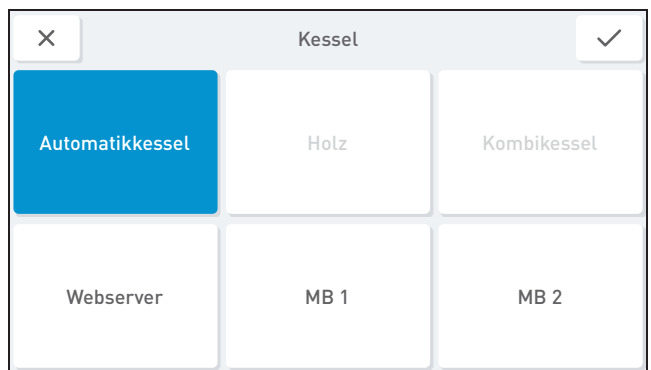 Kessel
Automatikkessel
Holz
Kombikessel
Webserver
MB 1
MB 2